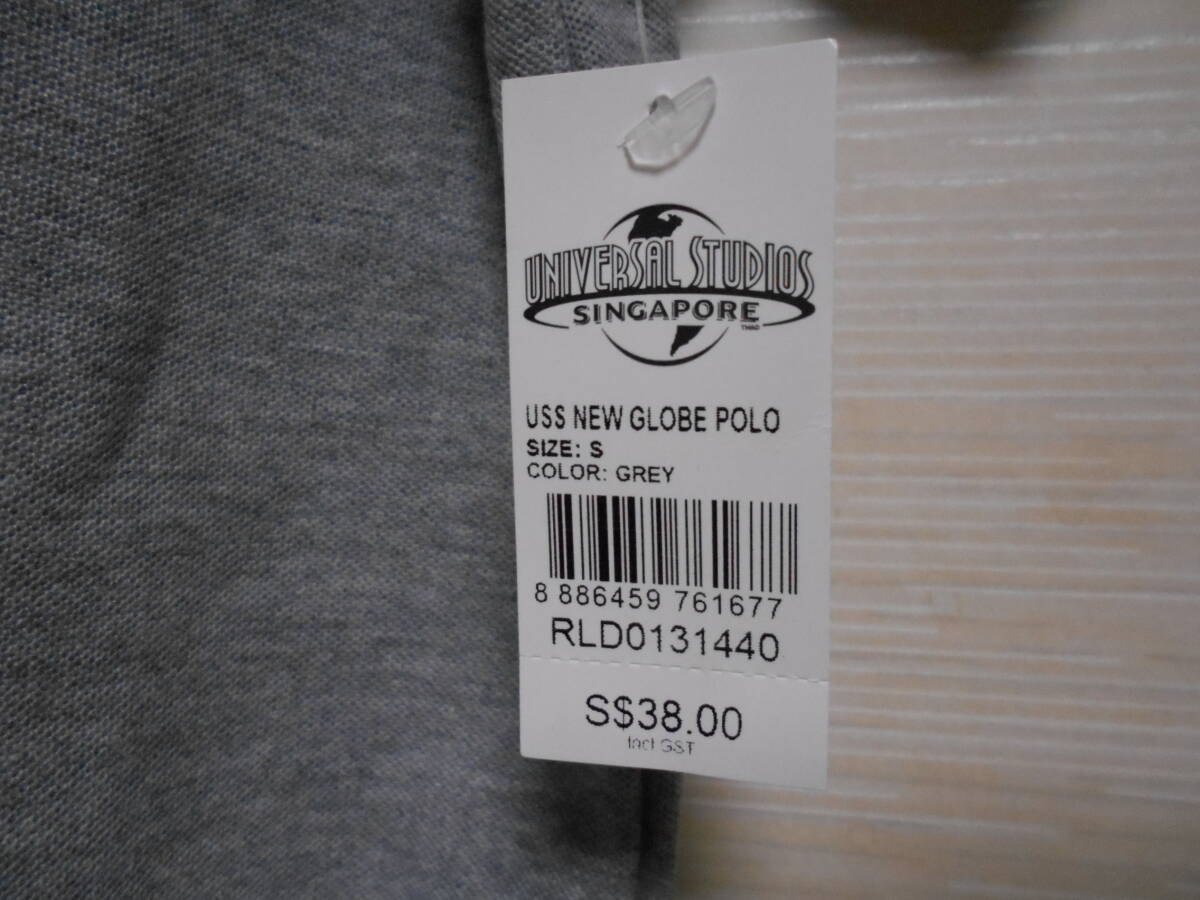 UNIVERSAL STUDIOS
SINGAPORE
USS NEW GLOBE POLO
SIZE: S
COLOR: GREY
8 886459 761677
RLD0131440
S$38.00
Incl GST